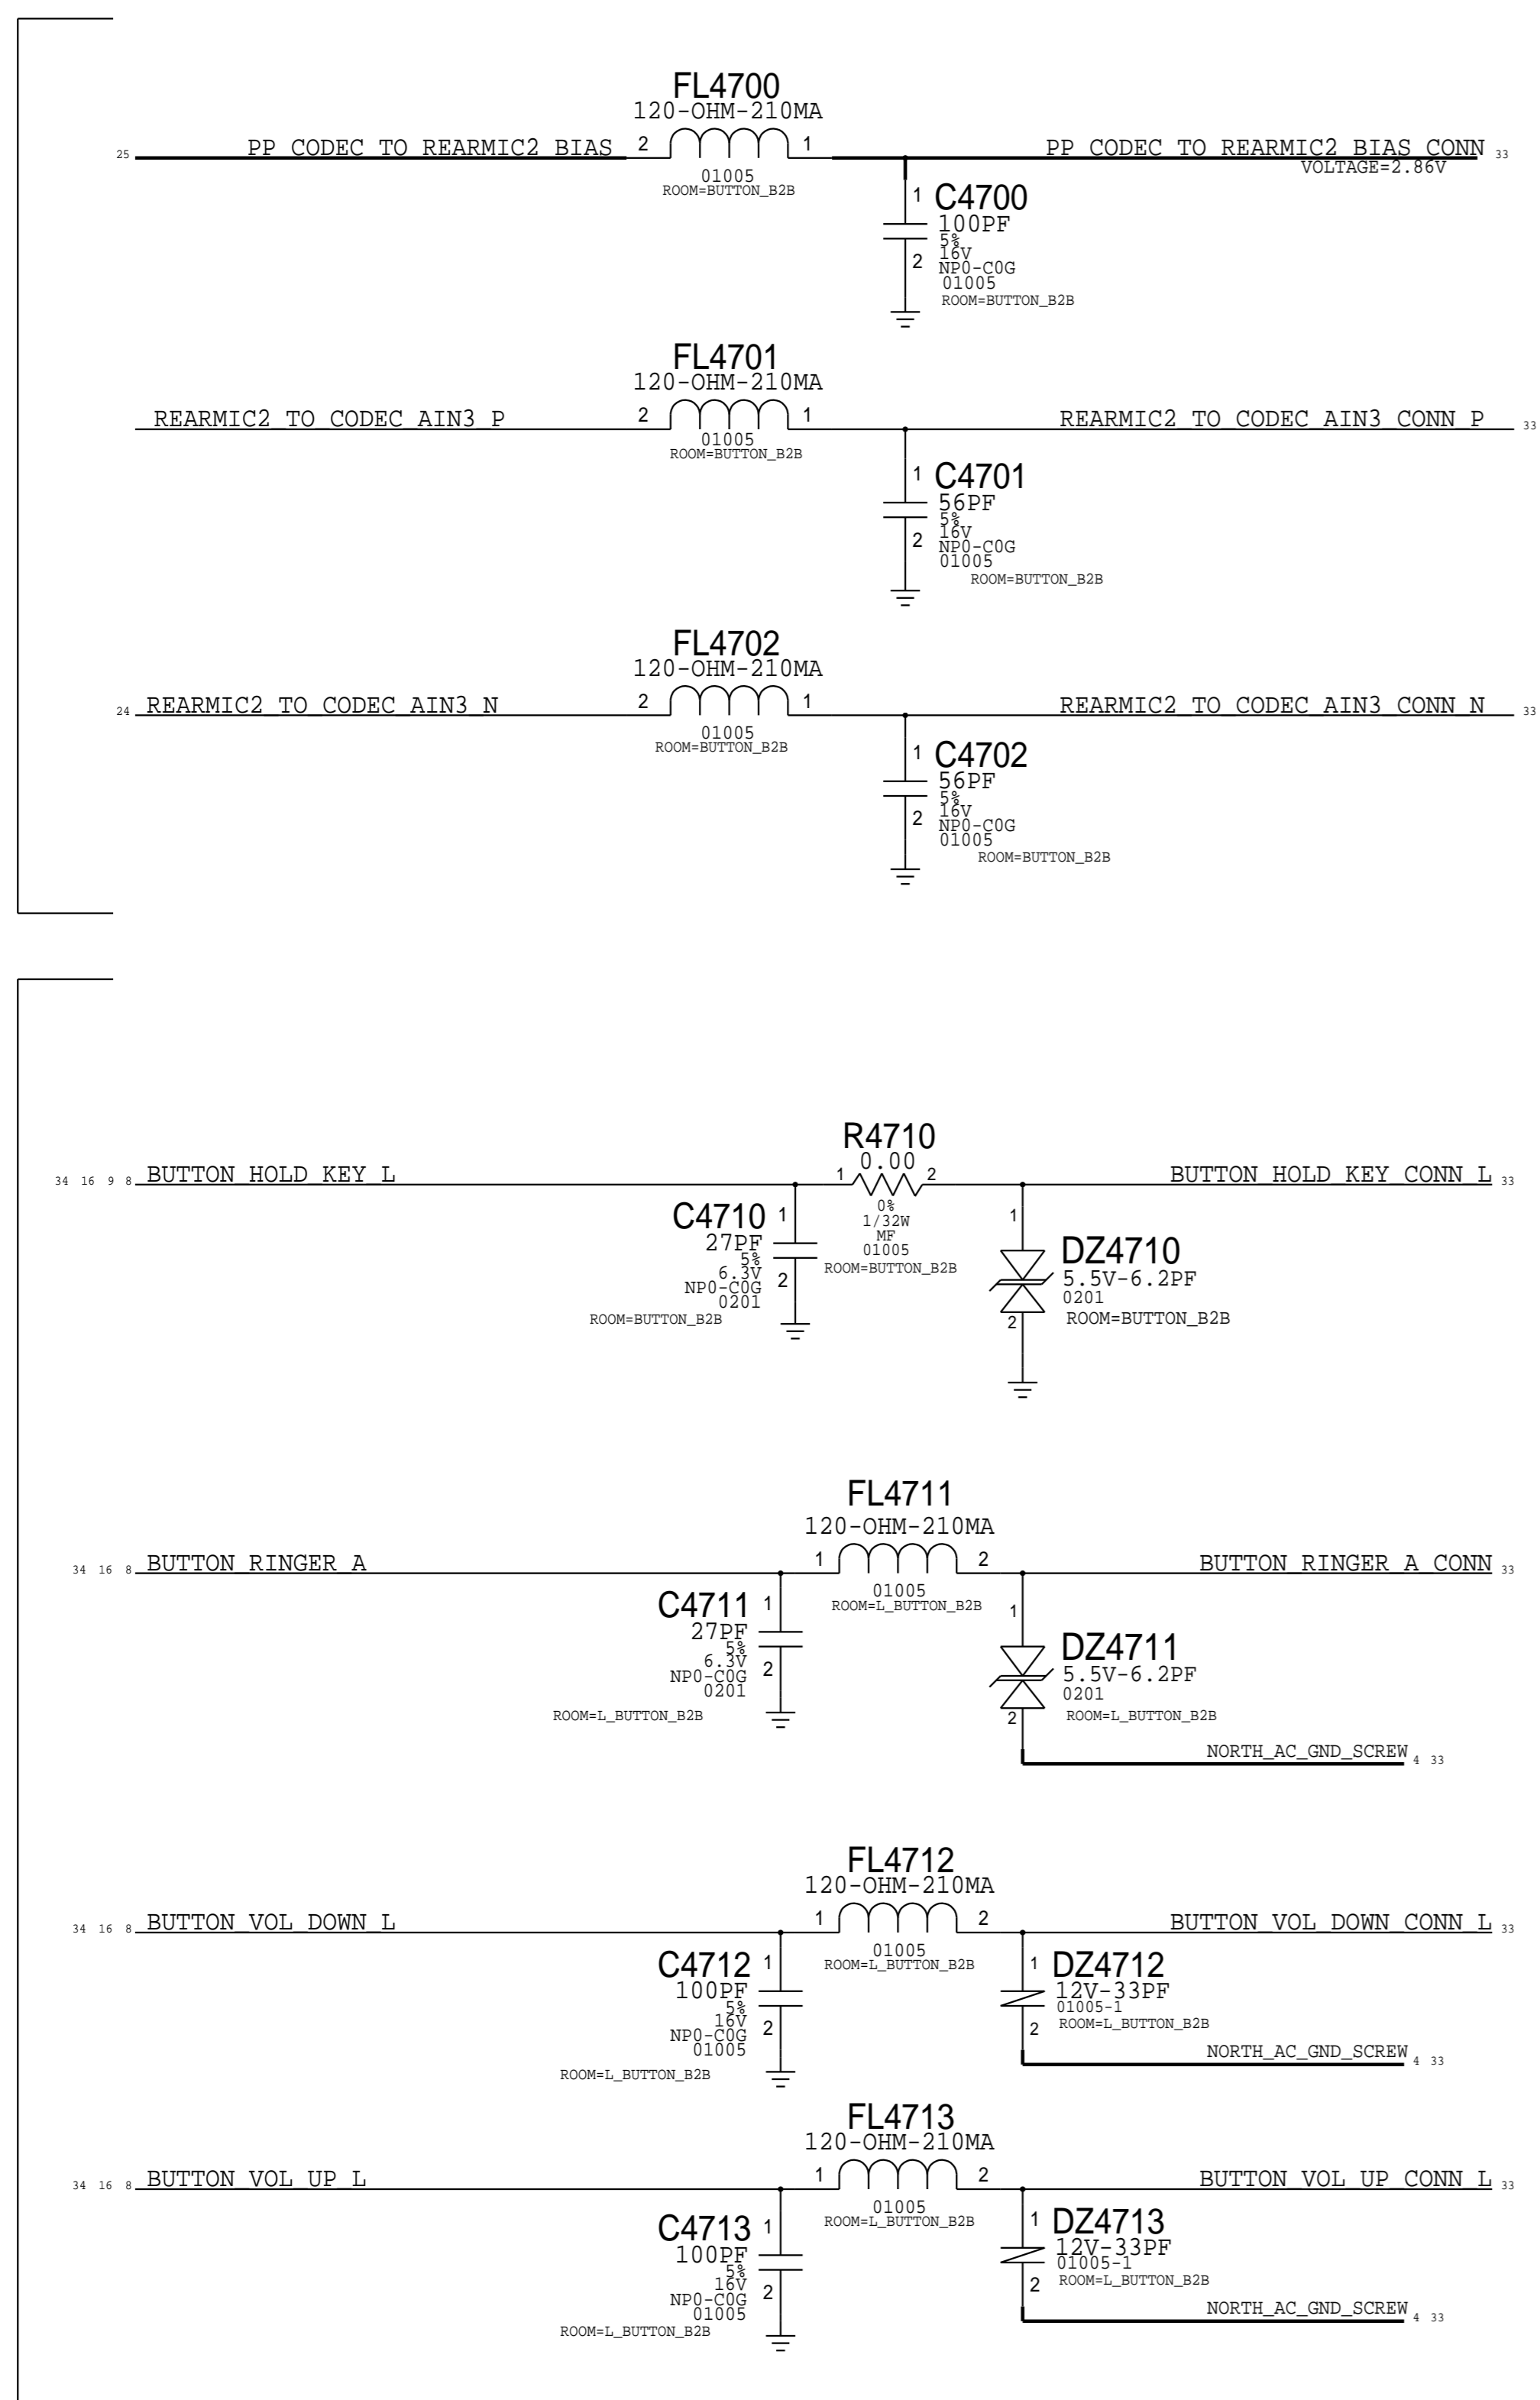 FL4700
120-OHM-210MA
25 PP_CODEC_TO_REARMIC2_BIAS 2 1 PP_CODEC_TO_REARMIC2_BIAS_CONN 33
VOLTAGE=2.86V
01005
ROOM=BUTTON_B2B
1 C4700
100PF
5%
16V
2 NP0-C0G
01005
ROOM=BUTTON_B2B
FL4701
120-OHM-210MA
REARMIC2_TO_CODEC_AIN3_P 2 1 REARMIC2_TO_CODEC_AIN3_CONN_P 33
01005
ROOM=BUTTON_B2B
1 C4701
56PF
5%
16V
2 NP0-C0G
01005
ROOM=BUTTON_B2B
FL4702
120-OHM-210MA
24 REARMIC2_TO_CODEC_AIN3_N 2 1 REARMIC2_TO_CODEC_AIN3_CONN_N 33
01005
ROOM=BUTTON_B2B
1 C4702
56PF
5%
16V
2 NP0-C0G
01005
ROOM=BUTTON_B2B
R4710
0.00
34 16 9 8 BUTTON_HOLD_KEY_L 1 2 BUTTON_HOLD_KEY_CONN_L 33
0%
1/32W
MF
01005
ROOM=BUTTON_B2B
C4710 1
27PF
5%
6.3V
NP0-C0G 2
0201
ROOM=BUTTON_B2B
1
DZ4710
5.5V-6.2PF
0201
2 ROOM=BUTTON_B2B
FL4711
120-OHM-210MA
34 16 8 BUTTON_RINGER_A 1 2 BUTTON_RINGER_A_CONN 33
01005
ROOM=L_BUTTON_B2B
C4711 1
27PF
5%
6.3V
NP0-C0G 2
0201
ROOM=L_BUTTON_B2B
1
DZ4711
5.5V-6.2PF
0201
2 ROOM=L_BUTTON_B2B
NORTH_AC_GND_SCREW 4 33
FL4712
120-OHM-210MA
34 16 8 BUTTON_VOL_DOWN_L 1 2 BUTTON_VOL_DOWN_CONN_L 33
01005
ROOM=L_BUTTON_B2B
C4712 1
100PF
5%
16V
NP0-C0G 2
01005
ROOM=L_BUTTON_B2B
1 DZ4712
12V-33PF
01005-1
2 ROOM=L_BUTTON_B2B
NORTH_AC_GND_SCREW 4 33
FL4713
120-OHM-210MA
34 16 8 BUTTON_VOL_UP_L 1 2 BUTTON_VOL_UP_CONN_L 33
01005
ROOM=L_BUTTON_B2B
C4713 1
100PF
5%
16V
NP0-C0G 2
01005
ROOM=L_BUTTON_B2B
1 DZ4713
12V-33PF
01005-1
2 ROOM=L_BUTTON_B2B
NORTH_AC_GND_SCREW 4 33